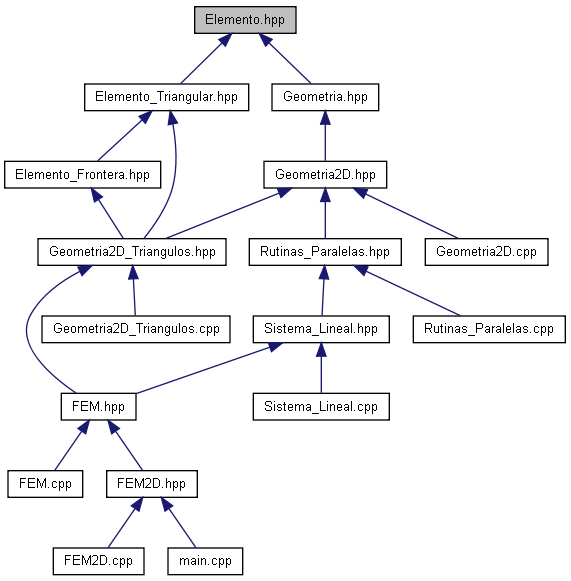 Elemento.hpp
Elemento_Triangular.hpp
Geometria.hpp
Elemento_Frontera.hpp
Geometria2D.hpp
Geometria2D_Triangulos.hpp
Rutinas_Paralelas.hpp
Geometria2D.cpp
Geometria2D_Triangulos.cpp
Sistema_Lineal.hpp
Rutinas_Paralelas.cpp
FEM.hpp
Sistema_Lineal.cpp
FEM.cpp
FEM2D.hpp
FEM2D.cpp
main.cpp